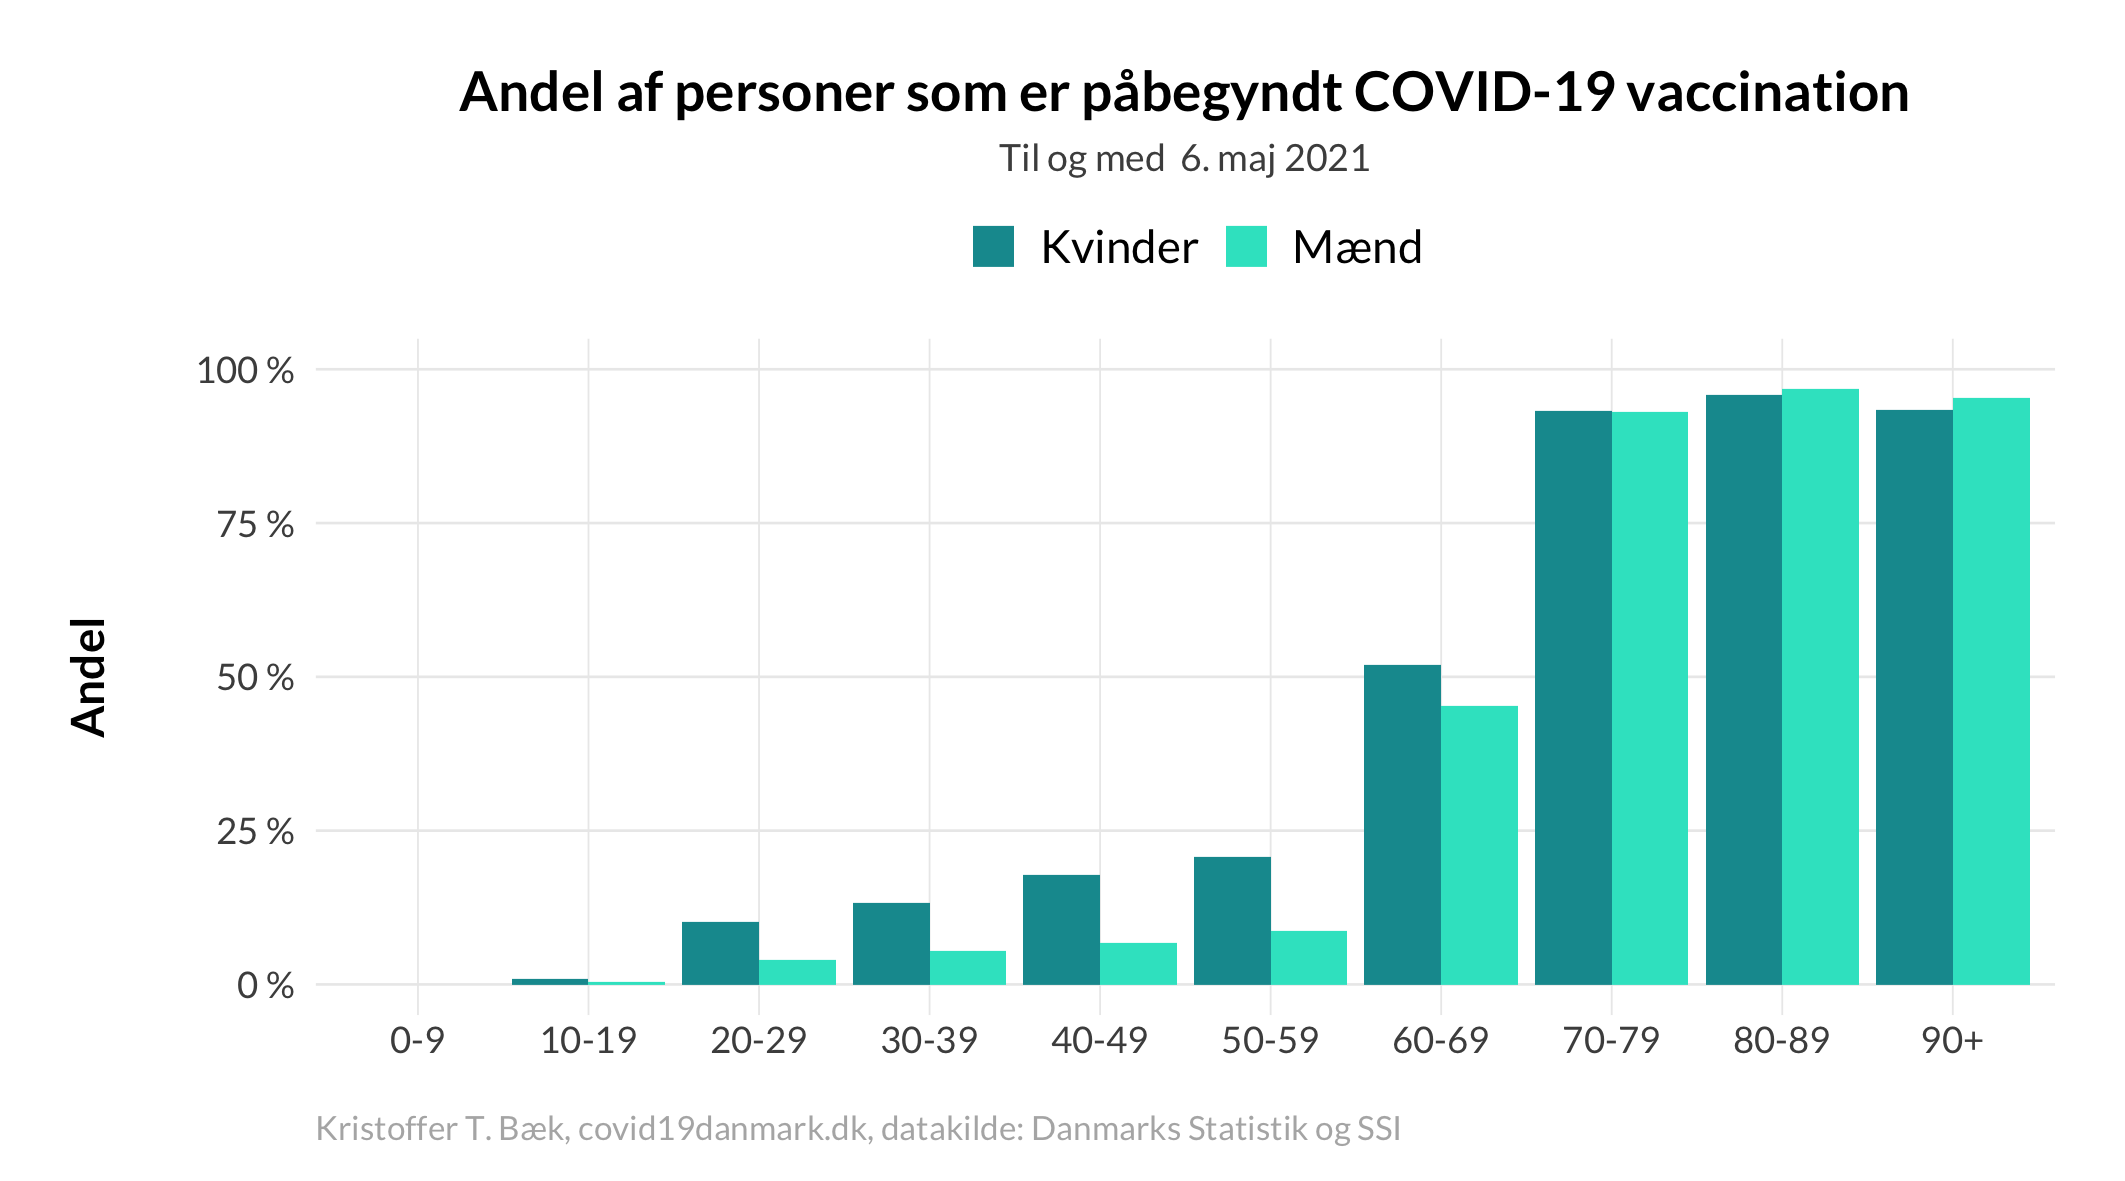 Andel af personer som er påbegyndt COVID-19 vaccination
Til og med 6. maj 2021
Kvinder Mænd
100 %
75 %
50 %
25 %
0 %
Andel
0-9 10-19 20-29 30-39 40-49 50-59 60-69 70-79 80-89 90+
Kristoffer T. Bæk, covid19danmark.dk, datakilde: Danmarks Statistik og SSI